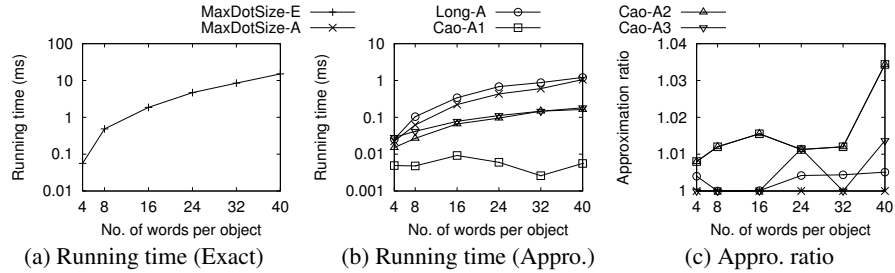 MaxDotSize-E
MaxDotSize-A
Long-A
Cao-A1
Cao-A2
Cao-A3
Running time (ms)
100
10
1
0.1
0.01
4 8 16 24 32 40
No. of words per object
(a) Running time (Exact)
Running time (ms)
10
1
0.1
0.01
0.001
4 8 16 24 32 40
No. of words per object
(b) Running time (Appro.)
Approximation ratio
1.04
1.03
1.02
1.01
1
4 8 16 24 32 40
No. of words per object
(c) Appro. ratio